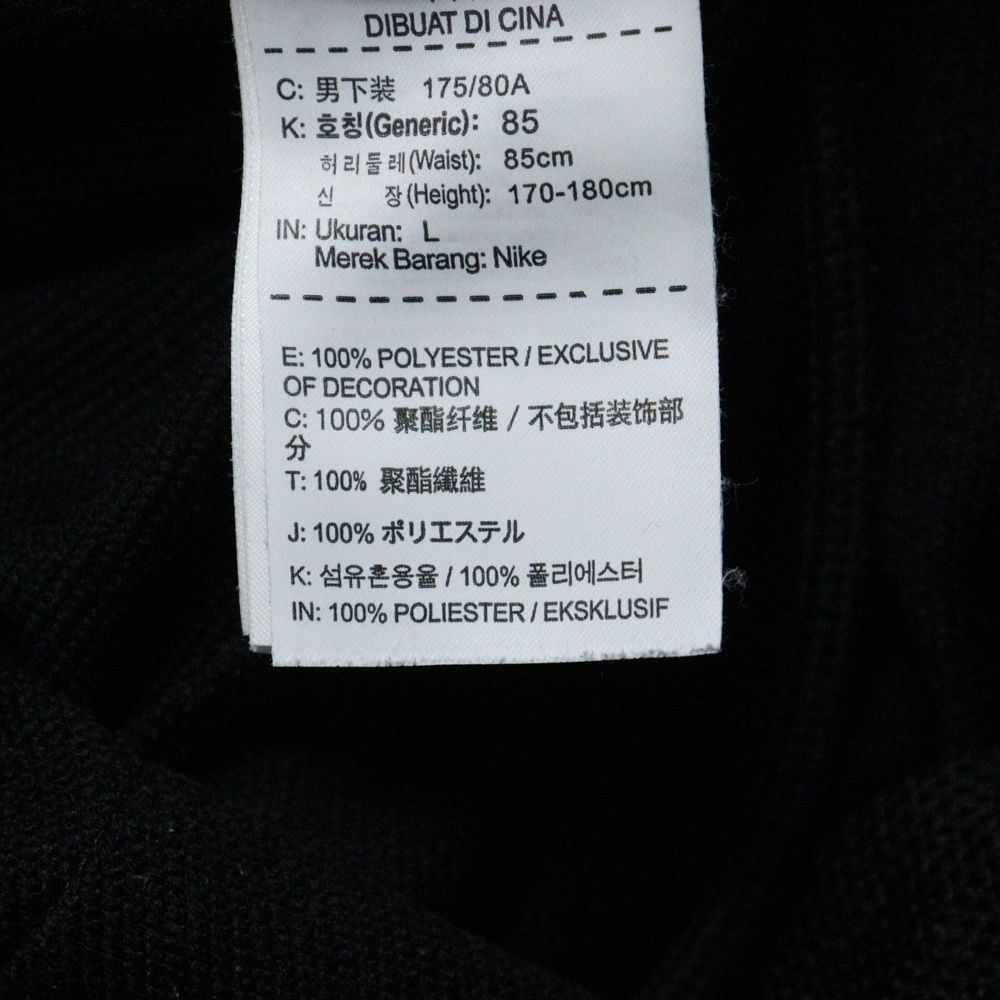 DIBUAT DI CINA
C: 男下装 175/80A
K: 호칭(Generic): 85
허리둘레(Waist): 85cm
신 장(Height): 170-180cm
IN: Ukuran: L
Merek Barang: Nike
E: 100% POLYESTER / EXCLUSIVE
OF DECORATION
C: 100% 聚酯纤维 / 不包括装饰部
分
T: 100% 聚酯纖維
J: 100% ポリエステル
K: 섬유혼용율 / 100% 폴리에스터
IN: 100% POLIESTER / EKSKLUSIF